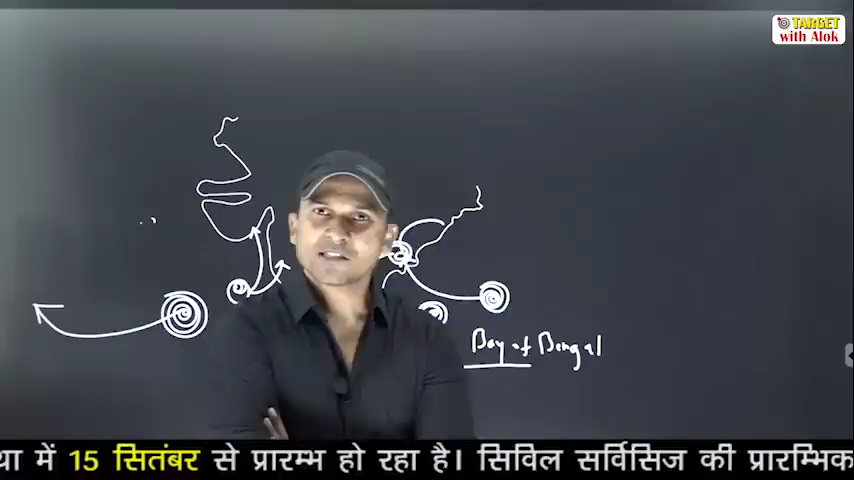 TARGET
with Alok
Bay of Bengal
था में 15 सितंबर से प्रारम्भ हो रहा है। सिविल सर्विसिज की प्रारम्भिक